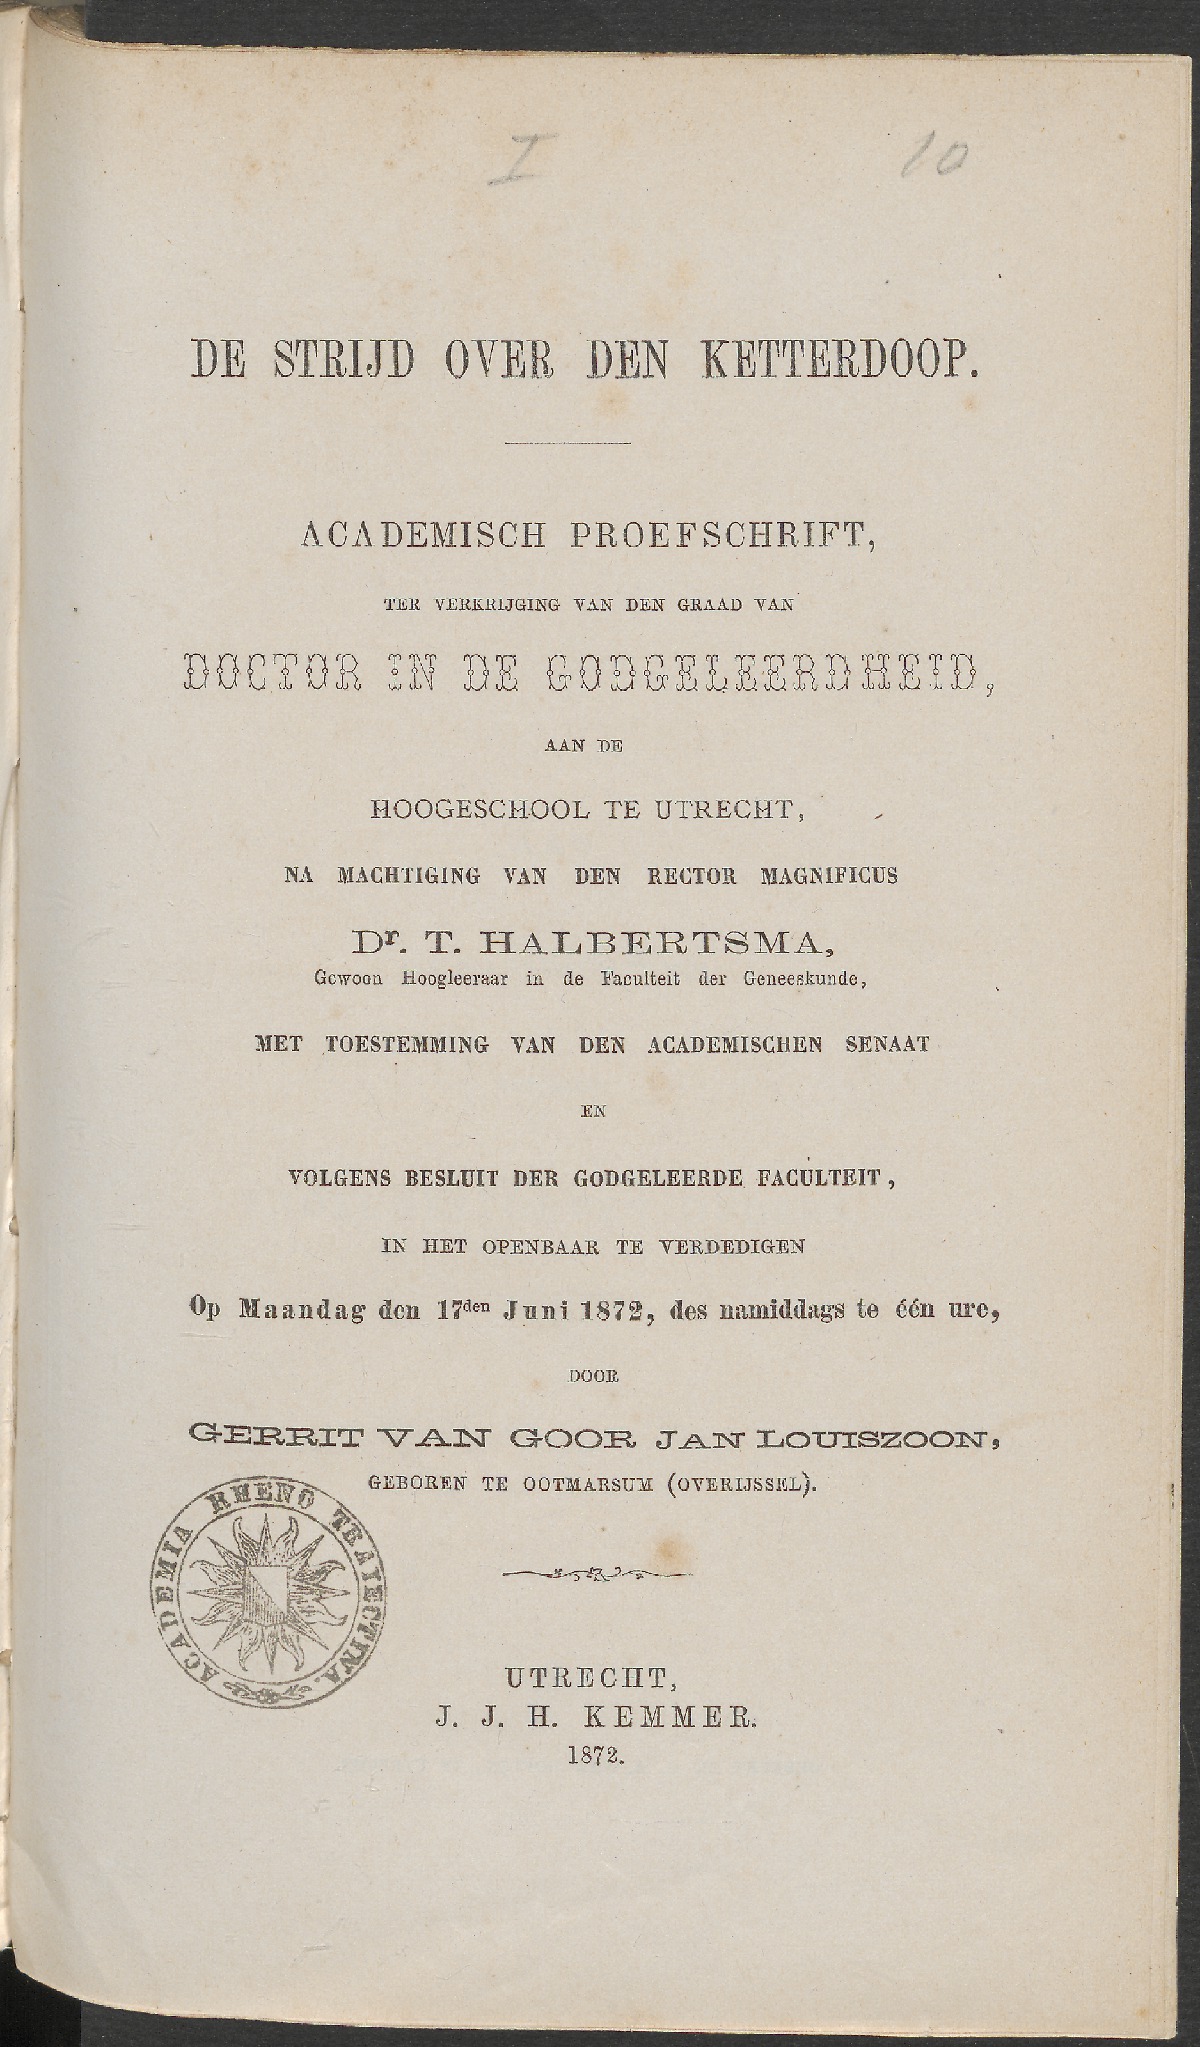 I 10
DE STRIJD OVER DEN KETTERDOOP.
ACADEMISCH PROEFSCHRIFT,
TER VERKRIJGING VAN DEN GRAAD VAN
DOCTOR IN DE GODGELEERDHEID,
AAN DE
HOOGESCHOOL TE UTRECHT,
NA MACHTIGING VAN DEN RECTOR MAGNIFICUS
Dr. T. HALBERTSMA,
Gewoon Hoogleeraar in de Faculteit der Geneeskunde,
MET TOESTEMMING VAN DEN ACADEMISCHEN SENAAT
EN
VOLGENS BESLUIT DER GODGELEERDE FACULTEIT,
IN HET OPENBAAR TE VERDEDIGEN
Op Maandag den 17den Juni 1872, des namiddags te één ure,
DOOR
GERRIT VAN GOOR JAN LOUISZOON,
GEBOREN TE OOTMARSUM (OVERIJSSEL).
ACADEMIA RHENO TRAIECTINA.
UTRECHT,
J. J. H. KEMMER.
1872.